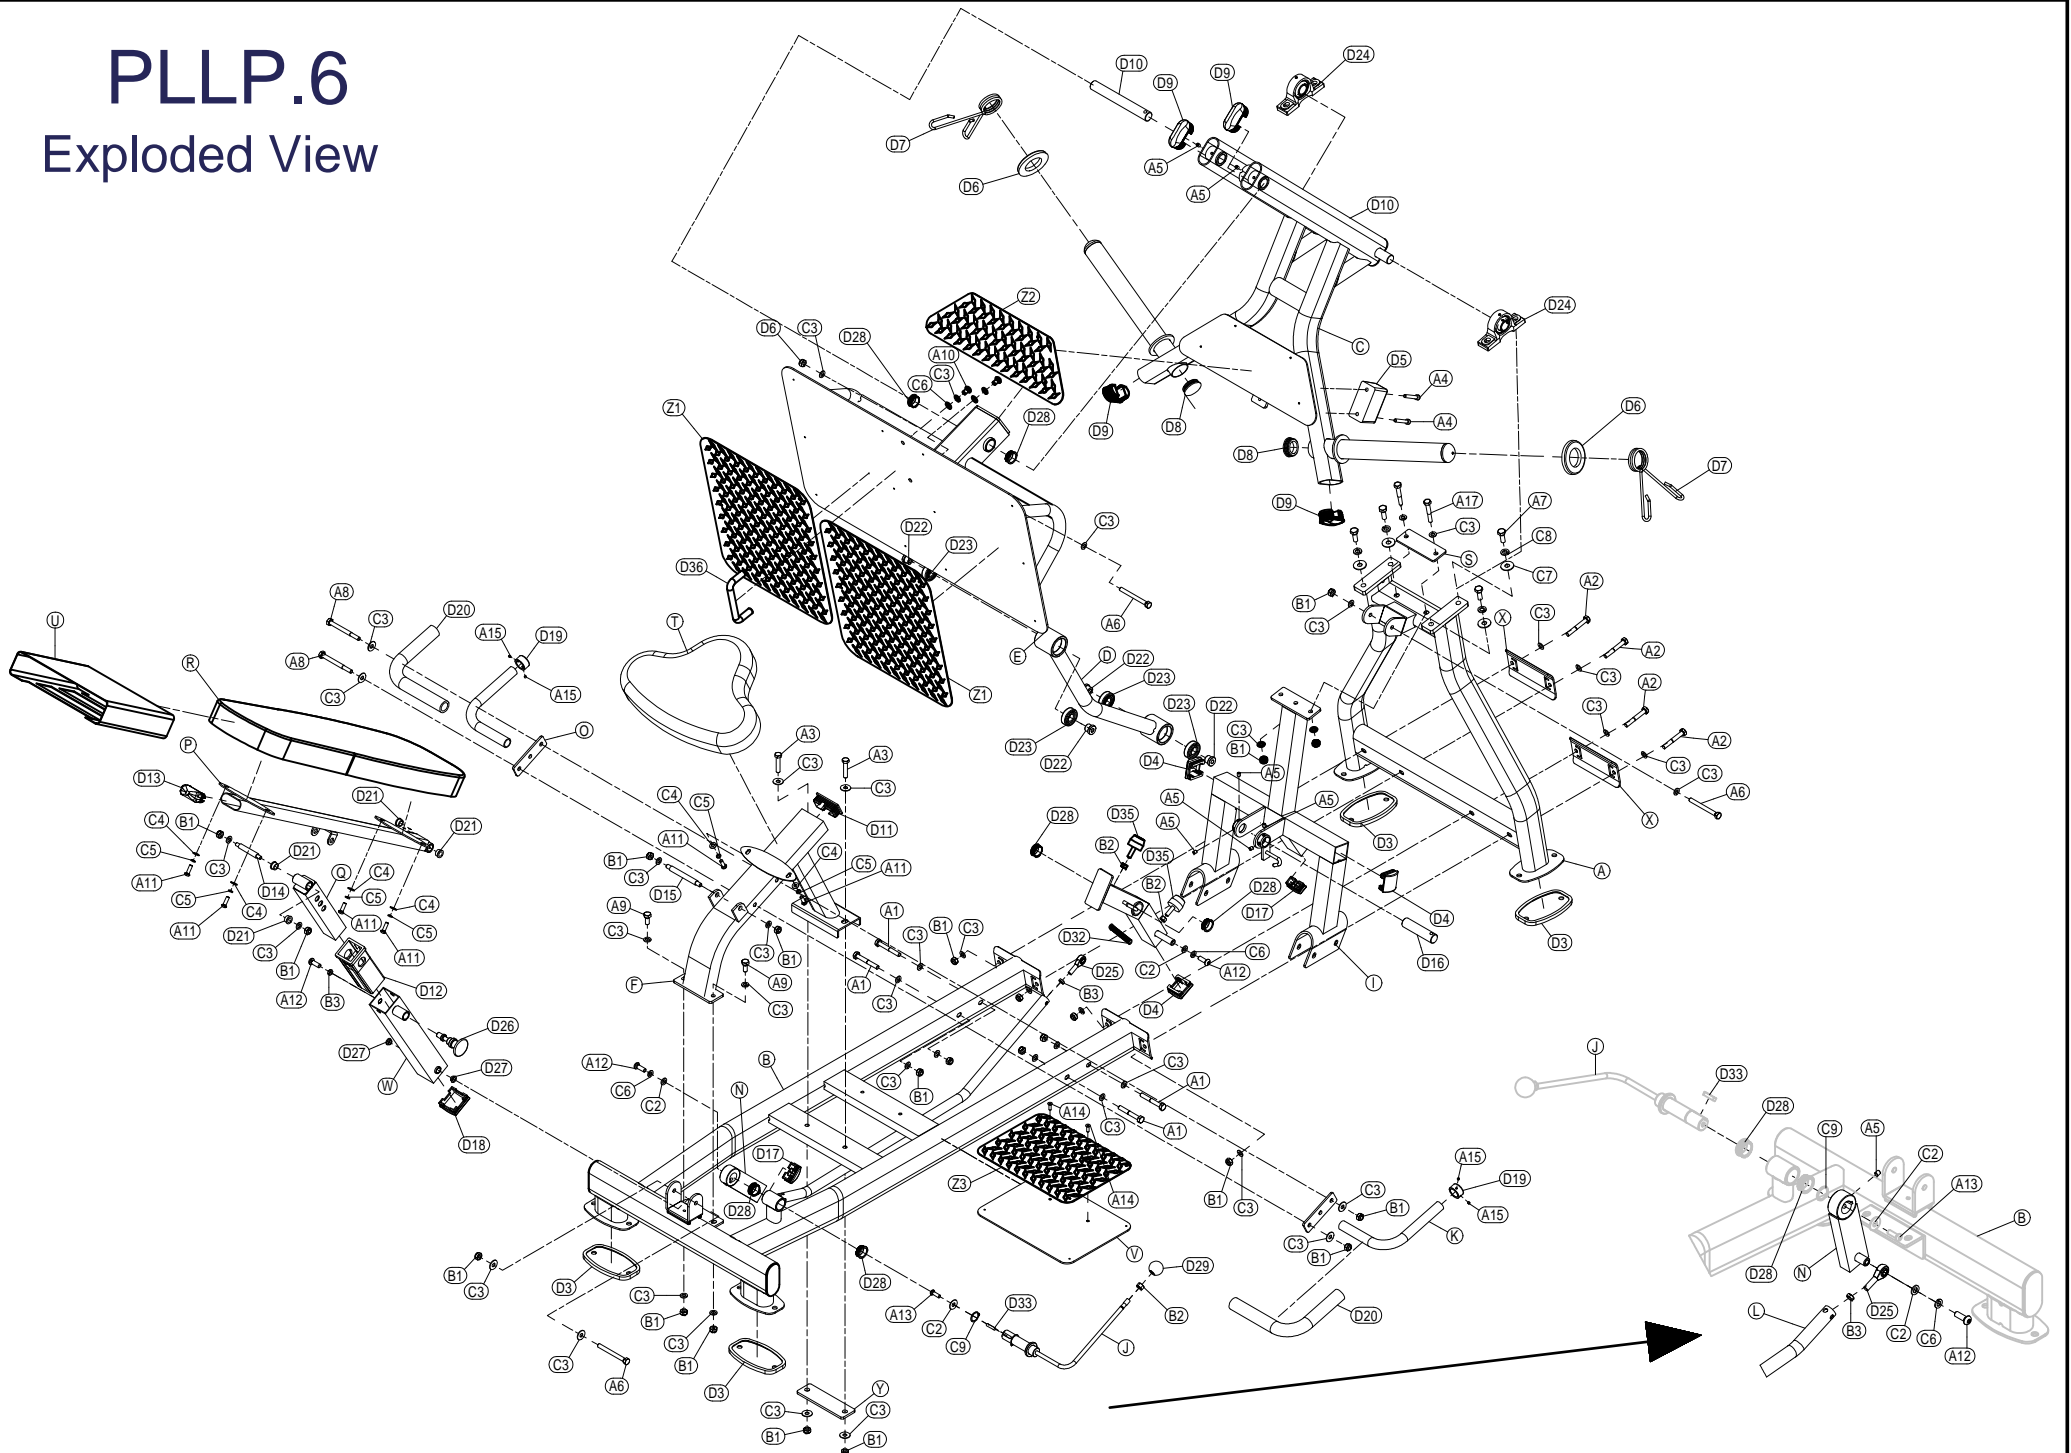 PLLP.6
Exploded View
D10
D9
D9
D24
D7
A5
D6
A5
D10
Z2
D24
D6
C3
D28
A10
C3
C6
C
D5
A4
Z1
D28
D9
D8
A4
D6
D8
D7
D22
D23
C3
D9
A17
A7
C3
C8
D36
S
C7
A2
A8
D20
B1
C3
X
C3
A2
U
C3
A15
D19
T
A6
R
A8
E
D
D22
C3
A2
C3
A15
D23
Z1
C3
A2
O
A3
D23
D22
D23
D22
C3
B1
C3
P
C3
A3
D4
C3
D13
D21
C3
A5
A6
X
C4
C5
D11
A5
A5
B1
D21
D28
D35
D3
C4
A11
A5
C3
D21
B1
C4
B2
D35
C5
Q
C3
C5
A
A11
D14
C4
D15
A11
B2
D28
C5
C5
A9
D17
D4
C4
C4
A1
D3
A11
D21
A11
C5
C3
C3
B1
C3
D32
C6
D16
C3
A11
C3
B1
C2
A12
B1
D12
F
A9
A1
D25
I
A12
B3
C3
C3
B3
D4
D26
D27
D27
A12
B
J
W
C6
N
C3
C3
D33
C2
B1
A1
D28
D18
A14
C3
A1
C9
A5
D17
C2
A15
A13
Z3
C3
D19
B1
D28
A14
C3
B1
A15
B
K
V
C3
B1
B1
D28
D29
D28
N
C3
D3
L
D25
C3
A13
D33
B2
D20
B3
C2
B1
C2
C6
C3
C9
J
A12
C3
B1
A6
D3
Y
C3
C3
B1
B1